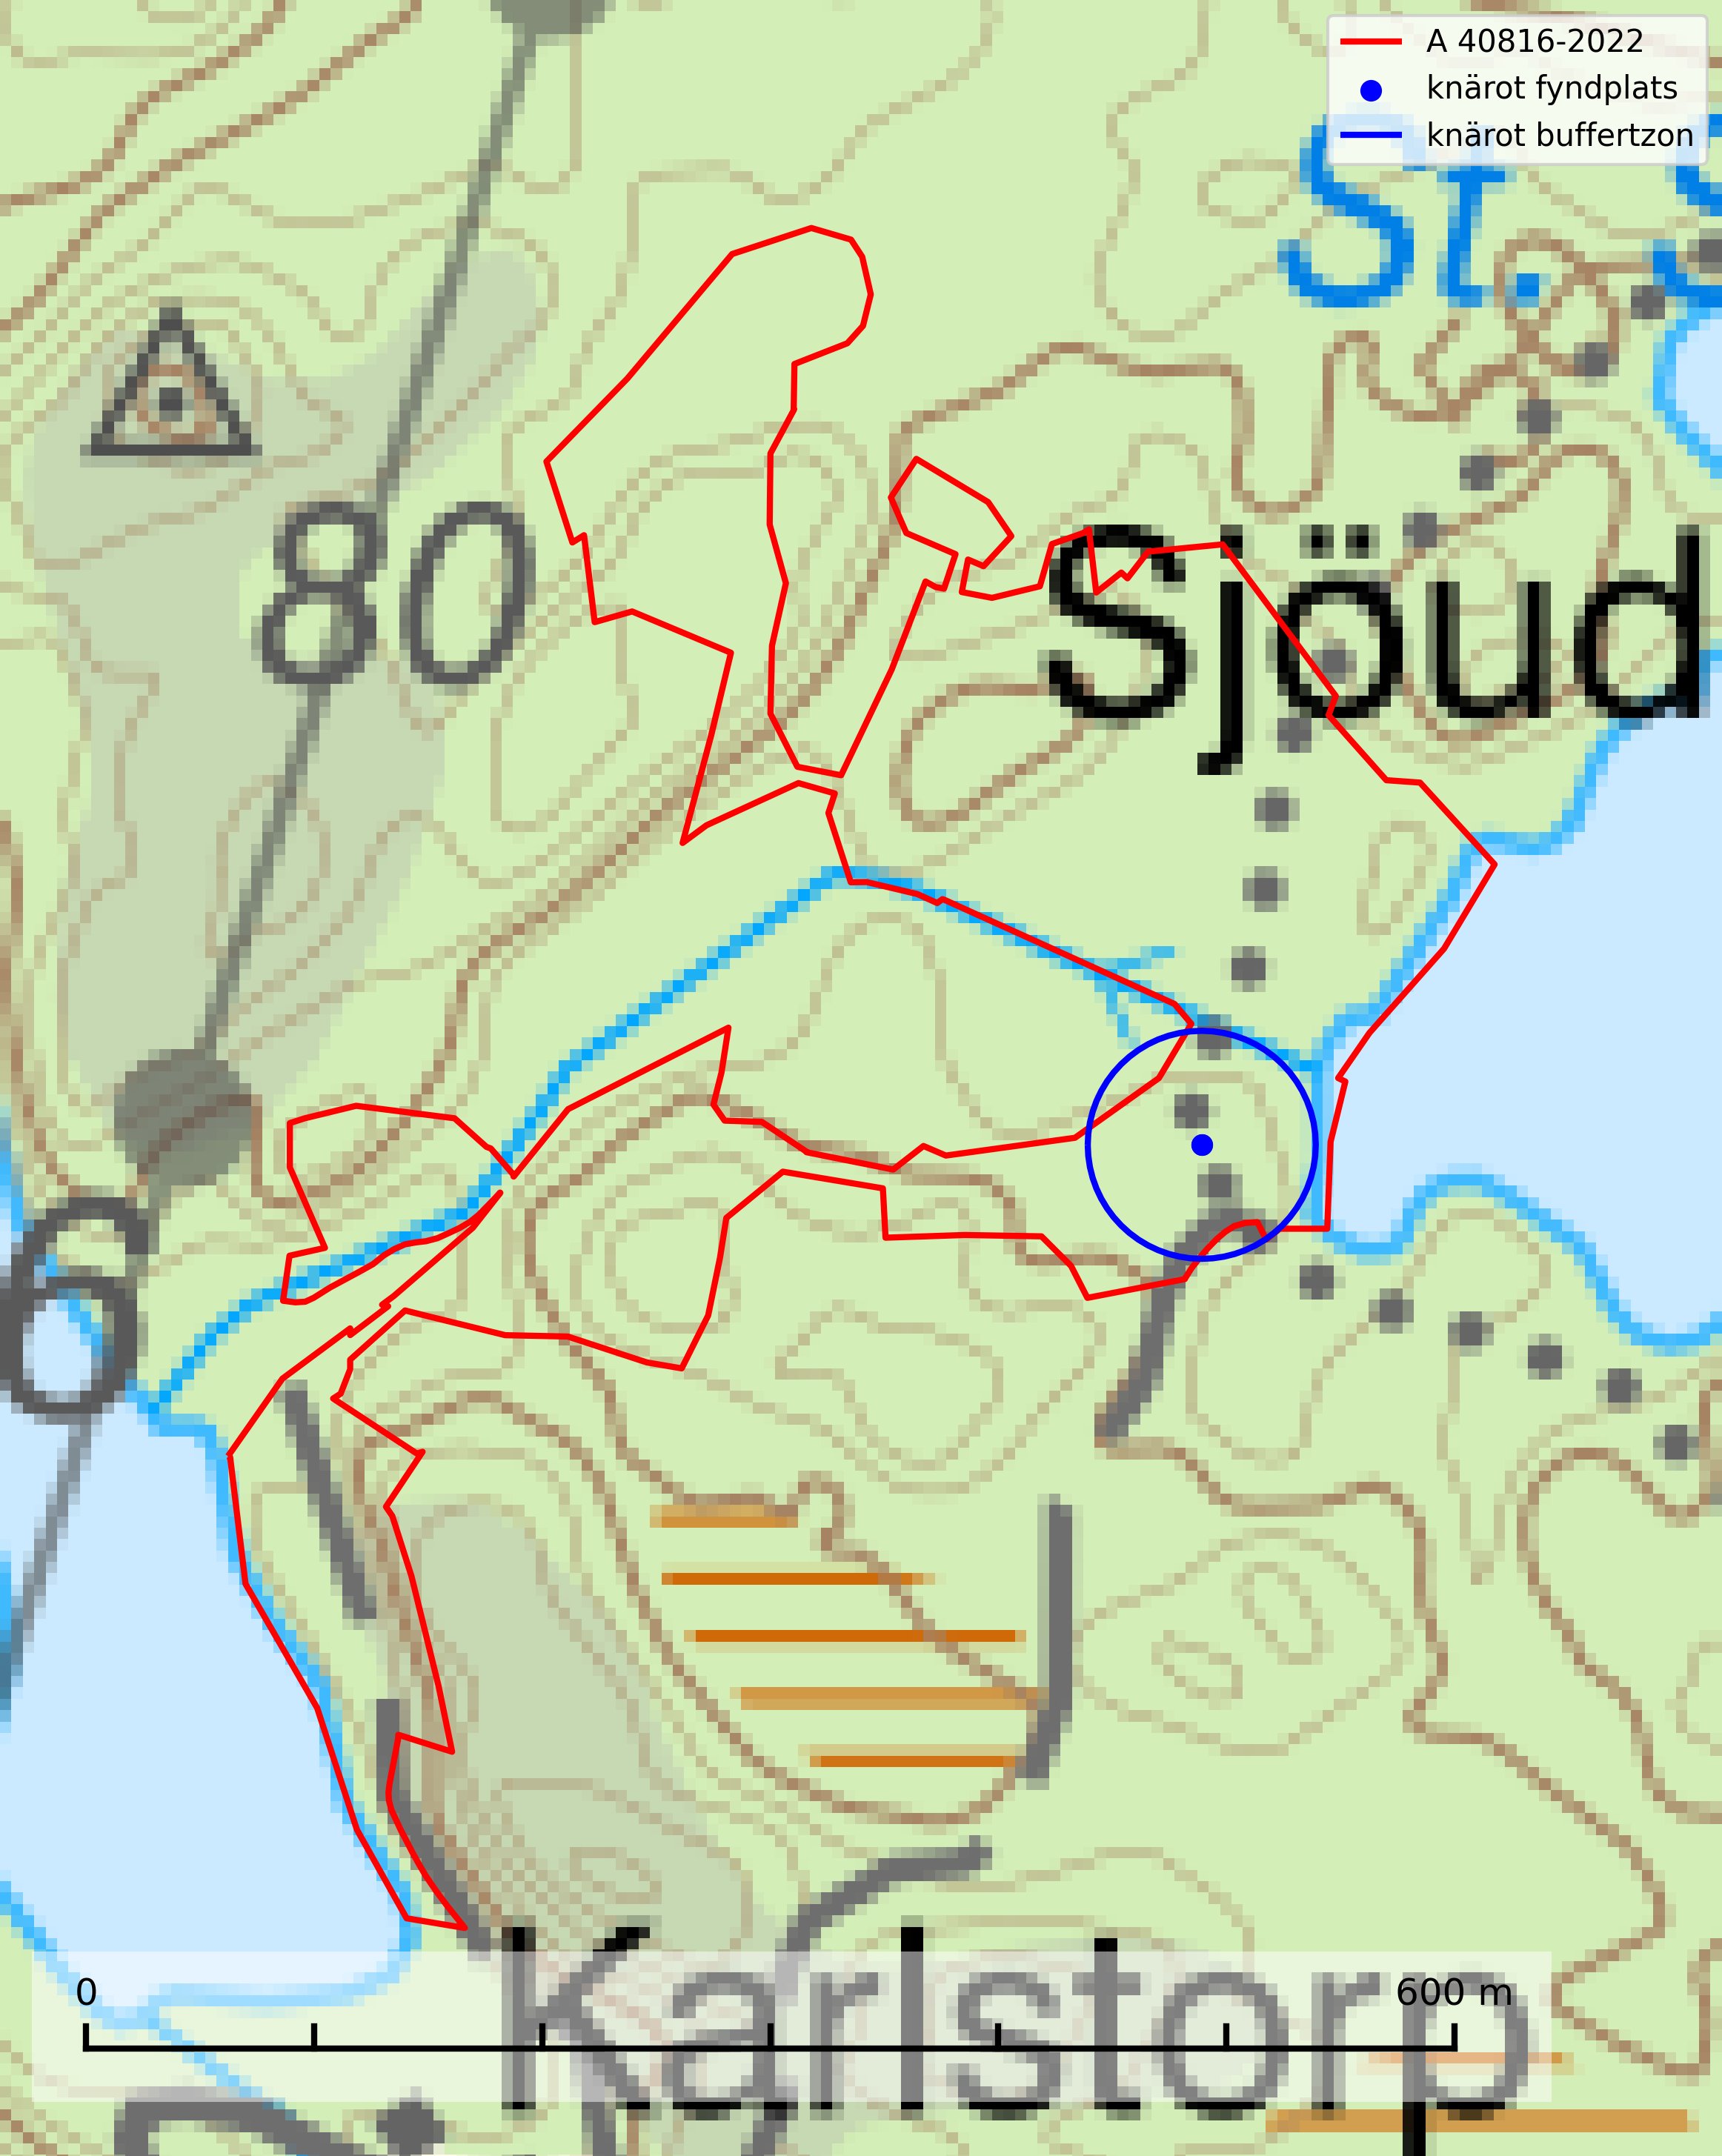 A 40816-2022
knärot fyndplats
knärot buffertzon
St S
80
Sjöud
6
0 600 m
Karlstorp